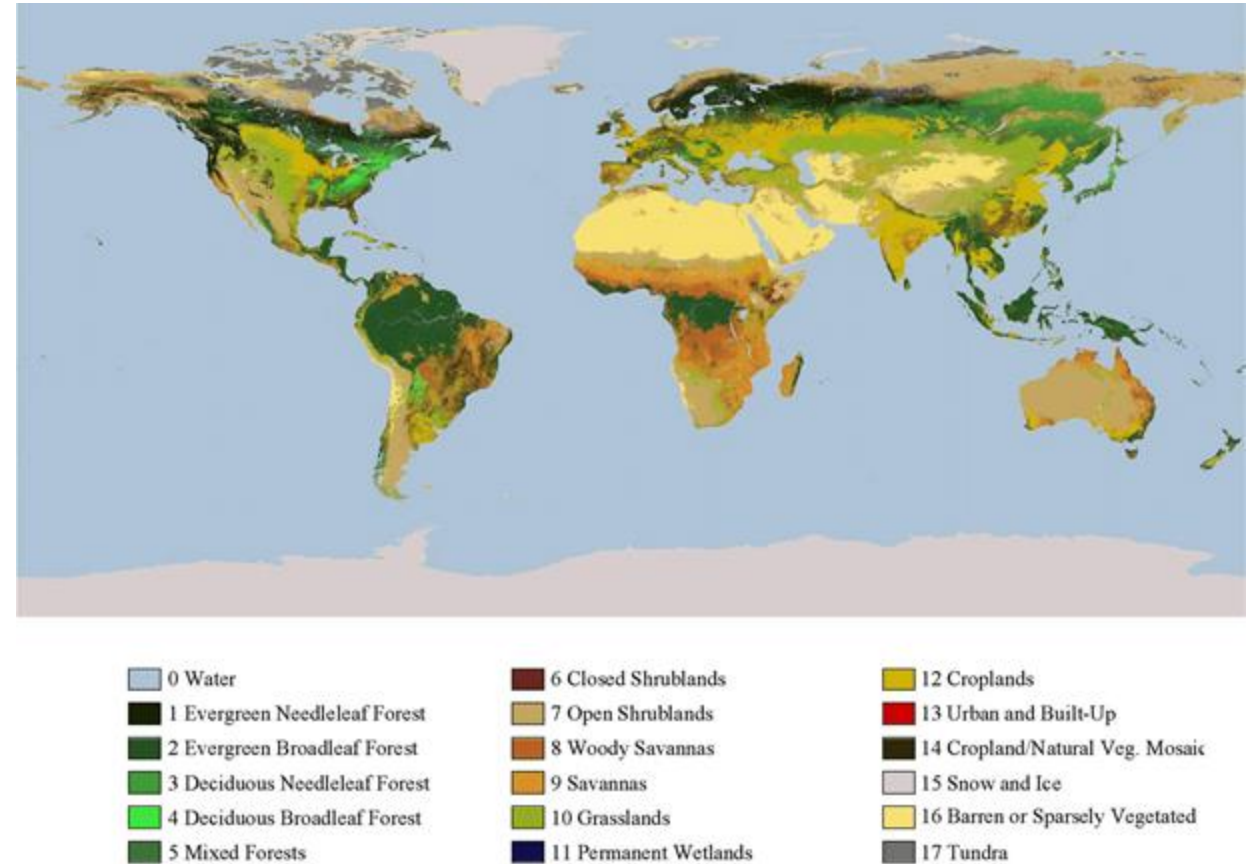 0 Water
1 Evergreen Needleleaf Forest
2 Evergreen Broadleaf Forest
3 Deciduous Needleleaf Forest
4 Deciduous Broadleaf Forest
5 Mixed Forests
6 Closed Shrublands
7 Open Shrublands
8 Woody Savannas
9 Savannas
10 Grasslands
11 Permanent Wetlands
12 Croplands
13 Urban and Built-Up
14 Cropland/Natural Veg. Mosaic
15 Snow and Ice
16 Barren or Sparsely Vegetated
17 Tundra